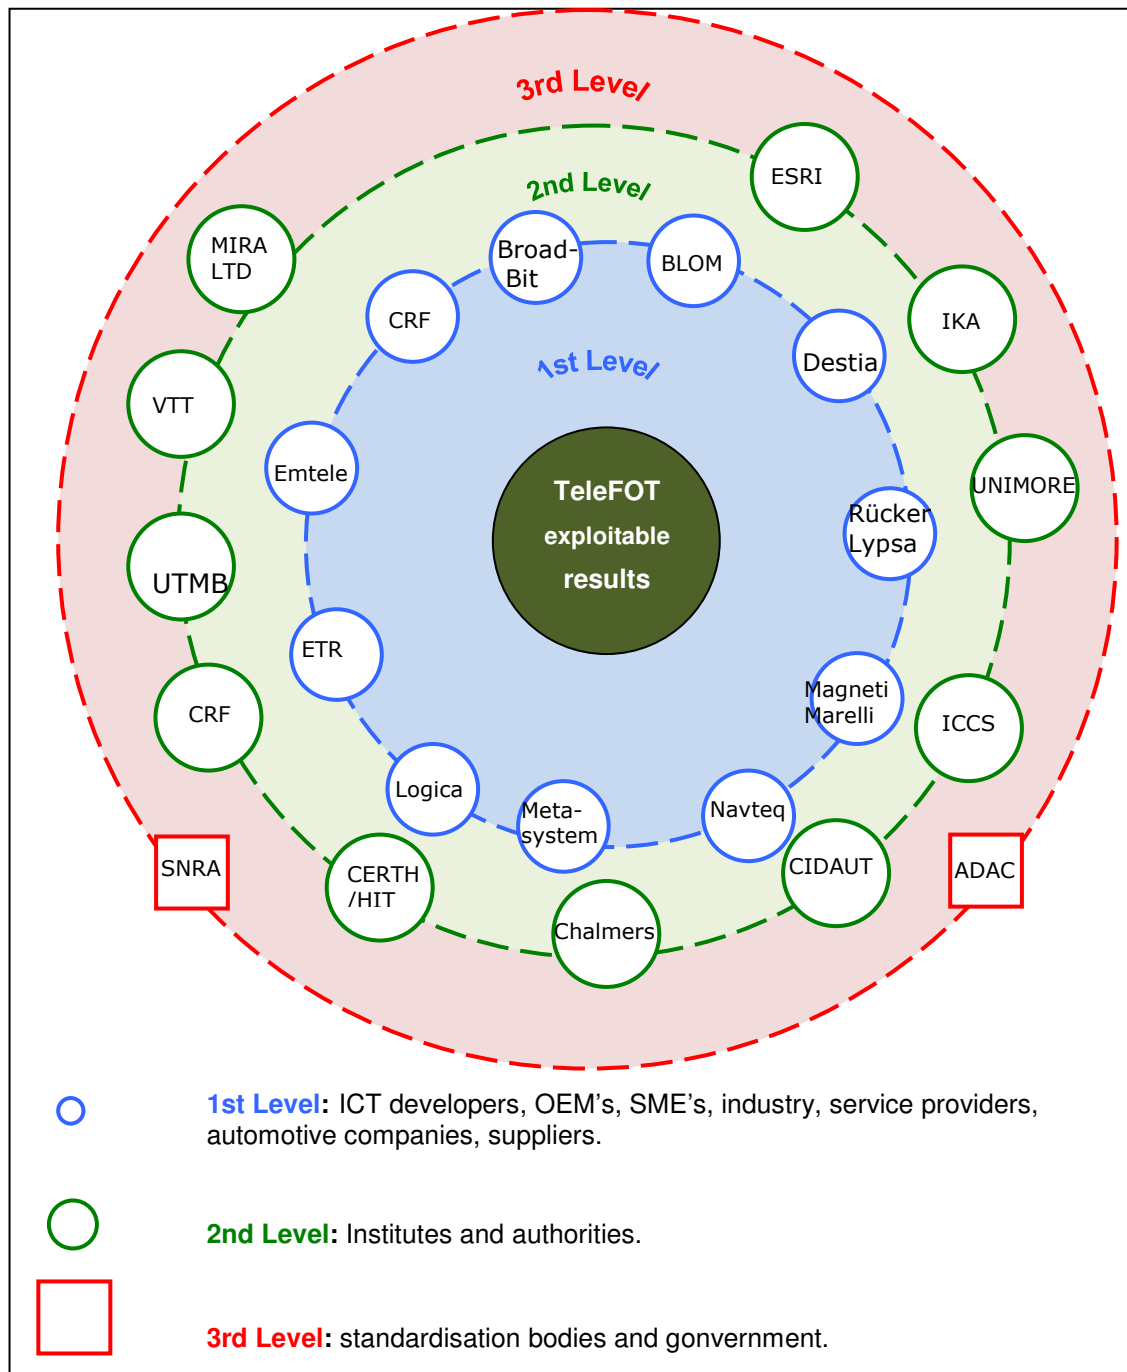 3rd Level
ESRI
2nd Level
MIRA
LTD
Broad-
Bit
BLOM
CRF
IKA
1st Level
Destia
VTT
Emtele
TeleFOT
exploitable
results
UNIMORE
Rücker
Lypsa
UTMB
ETR
Magneti
Marelli
CRF
ICCS
Logica
Meta-
system
Navteq
SNRA
CERTH
/HIT
CIDAUT
ADAC
Chalmers
1st Level: ICT developers, OEM's, SME's, industry, service providers,
automotive companies, suppliers.
2nd Level: Institutes and authorities.
3rd Level: standardisation bodies and gonvernment.